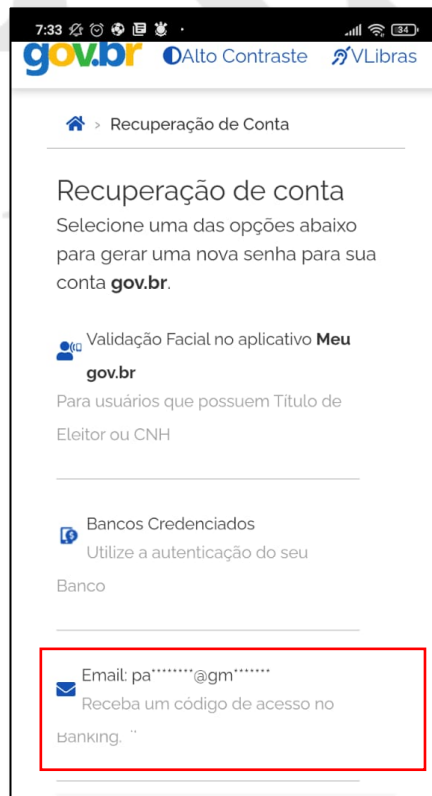 7:33
34
gov.br Alto Contraste VLibras
> Recuperação de Conta
Recuperação de conta
Selecione uma das opções abaixo
para gerar uma nova senha para sua
conta gov.br.
Validação Facial no aplicativo Meu
gov.br
Para usuários que possuem Título de
Eleitor ou CNH
Bancos Credenciados
Utilize a autenticação do seu
Banco
Email: pa********@gm*******
Receba um código de acesso no
Banking.